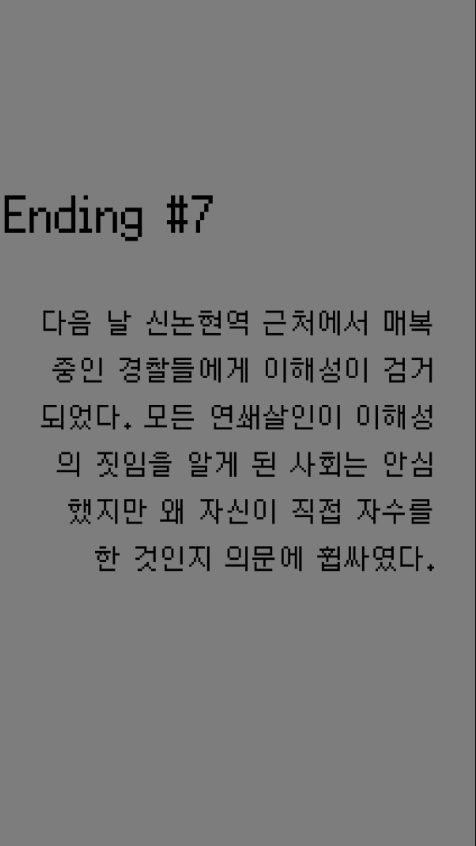 Ending #7
다음 날 신논현역 근처에서 매복
중인 경찰들에게 이해성이 검거
되었다. 모든 연쇄살인이 이해성
의 짓임을 알게 된 사회는 안심
했지만 왜 자신이 직접 자수를
한 것인지 의문에 휩싸였다.